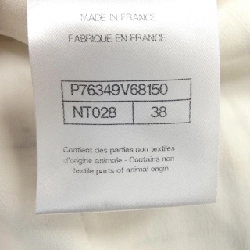 MADE IN FRANCE
FABRIQUE EN FRANCE
P76349V68150
NT028 38
Contient des parties non textiles
d'origine animale - Contains non
textile parts of animal origin